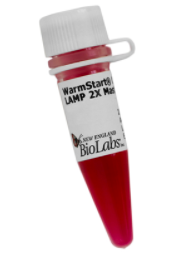 WarmStart®
LAMP 2X Mas
NEW ENGLAND
BioLabs